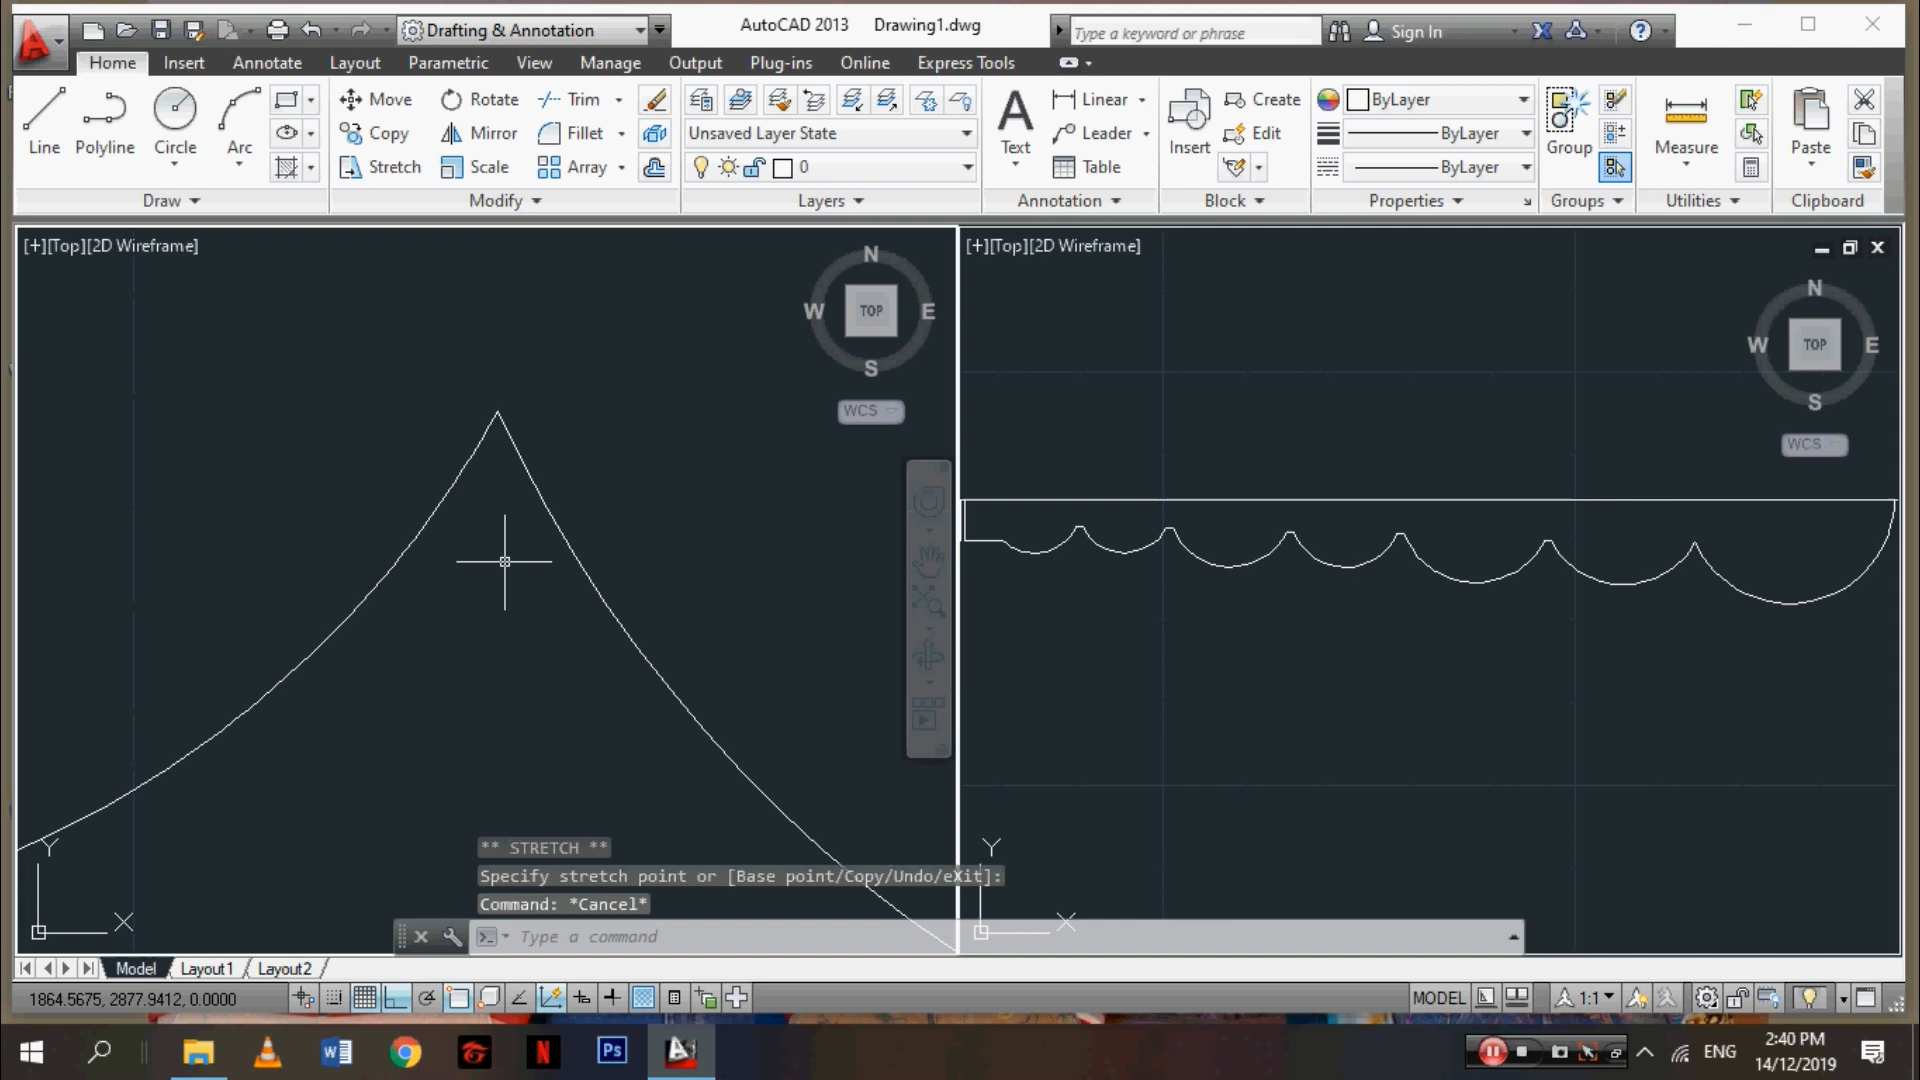 Drafting & Annotation
AutoCAD 2013 Drawing1.dwg
Type a keyword or phrase
Sign In
Home Insert Annotate Layout Parametric View Manage Output Plug-ins Online Express Tools
Line Polyline Circle Arc
Move Rotate Trim
Copy Mirror Fillet
Stretch Scale Array
Unsaved Layer State
0
Text
Linear
Leader
Table
Insert
Create
Edit
ByLayer
ByLayer
ByLayer
Group
Measure
Paste
Draw Modify Layers Annotation Block Properties Groups Utilities Clipboard
[+][Top][2D Wireframe]
N
W TOP E
S
WCS
[+][Top][2D Wireframe]
N
W TOP E
S
WCS
** STRETCH **
Specify stretch point or [Base point/Copy/Undo/eXit]:
Command: *Cancel*
Type a command
Y
X
Y
X
Model Layout1 Layout2
1864.5675, 2877.9412, 0.0000
MODEL
1:1
W
N
Ps
ENG
2:40 PM
14/12/2019